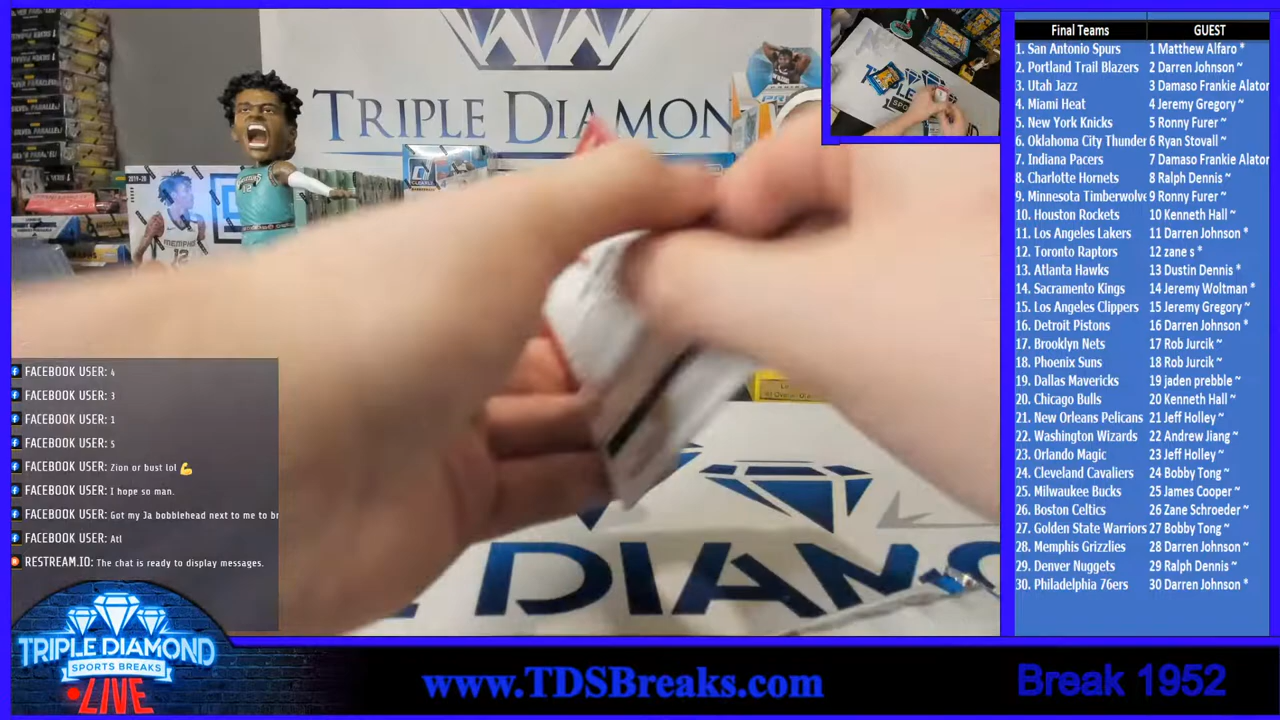 TRIPLE DIAMON
MEMPHIS
12
Final Teams GUEST
1. San Antonio Spurs 1 Matthew Alfaro *
2. Portland Trail Blazers 2 Darren Johnson ~
3. Utah Jazz 3 Damaso Frankie Alator
4. Miami Heat 4 Jeremy Gregory ~
5. New York Knicks 5 Ronny Furer ~
6. Oklahoma City Thunder 6 Ryan Stovall ~
7. Indiana Pacers 7 Damaso Frankie Alator
8. Charlotte Hornets 8 Ralph Dennis ~
9. Minnesota Timberwolve 9 Ronny Furer ~
10. Houston Rockets 10 Kenneth Hall ~
11. Los Angeles Lakers 11 Darren Johnson *
12. Toronto Raptors 12 zane s *
13. Atlanta Hawks 13 Dustin Dennis *
14. Sacramento Kings 14 Jeremy Woltman *
15. Los Angeles Clippers 15 Jeremy Gregory ~
16. Detroit Pistons 16 Darren Johnson *
17. Brooklyn Nets 17 Rob Jurcik ~
18. Phoenix Suns 18 Rob Jurcik ~
19. Dallas Mavericks 19 jaden prebble ~
20. Chicago Bulls 20 Kenneth Hall ~
21. New Orleans Pelicans 21 Jeff Holley ~
22. Washington Wizards 22 Andrew Jiang ~
23. Orlando Magic 23 Jeff Holley ~
24. Cleveland Cavaliers 24 Bobby Tong ~
25. Milwaukee Bucks 25 James Cooper ~
26. Boston Celtics 26 Zane Schroeder ~
27. Golden State Warriors 27 Bobby Tong ~
28. Memphis Grizzlies 28 Darren Johnson ~
29. Denver Nuggets 29 Ralph Dennis ~
30. Philadelphia 76ers 30 Darren Johnson *
FACEBOOK USER: 4
FACEBOOK USER: 3
FACEBOOK USER: 1
FACEBOOK USER: 5
FACEBOOK USER: Zion or bust lol 💪
FACEBOOK USER: I hope so man.
FACEBOOK USER: Got my Ja bobblehead next to me to br
FACEBOOK USER: Atl
RESTREAM.IO: The chat is ready to display messages.
E DIAMO
TRIPLE DIAMOND
SPORTS BREAKS
LIVE
www.TDSBreaks.com
Break 1952